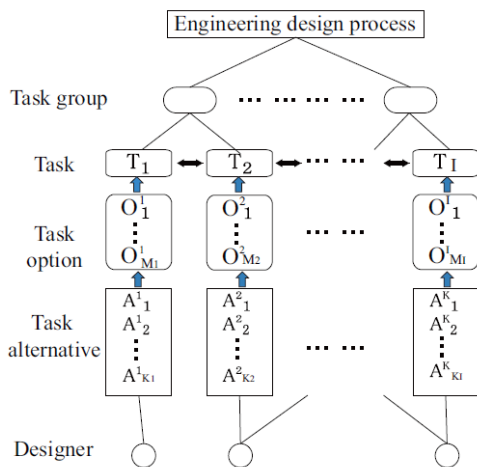 Engineering design process
Task group
Task T₁ T₂ T I
O¹₁ O²₁ Oᴵ₁
Task option
O¹M₁ O²M₂ OᴵMI
A¹₁ A²₁ Aᴷ₁
A¹₂ A²₂ Aᴷ₂
Task alternative
A¹K₁ A²K₂ AᴷKI
Designer